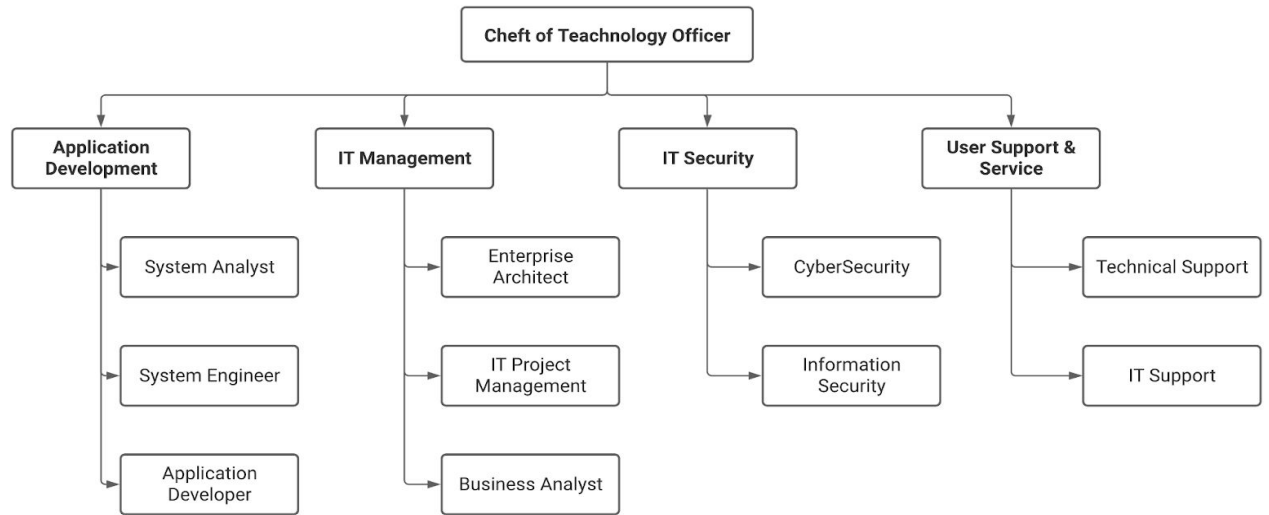 Cheft of Teachnology Officer
Application
Development
IT Management
IT Security
User Support &
Service
System Analyst
Enterprise
Architect
CyberSecurity
Technical Support
System Engineer
IT Project
Management
Information
Security
IT Support
Application
Developer
Business Analyst